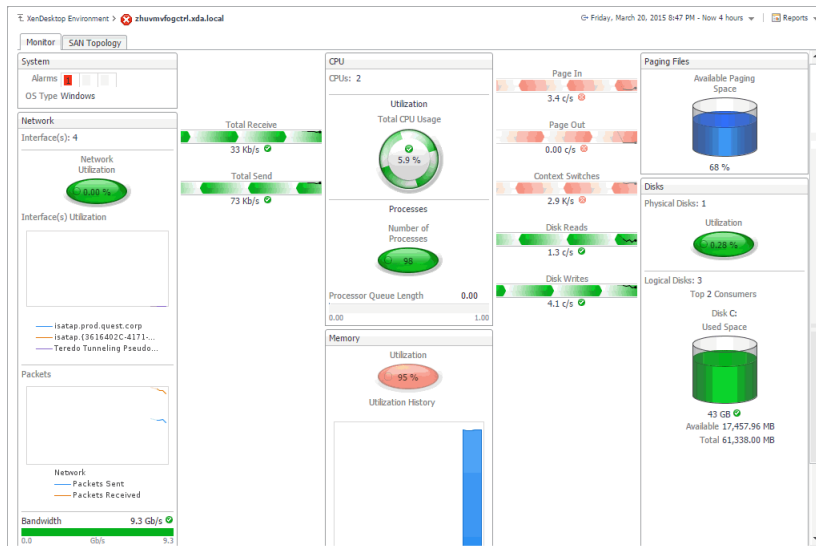 XenDesktop Environment > zhuvmvfogctrl.xda.local
Friday, March 20, 2015 8:47 PM - Now 4 hours
Reports
Monitor
SAN Topology
System
Alarms 1
OS Type Windows
Network
Interface(s): 4
Network
Utilization
0.00 %
Interface(s) Utilization
isatap.prod.quest.corp
isatap.{3616402C-4171-...
Teredo Tunneling Pseudo...
Packets
Network
Packets Sent
Packets Received
Bandwidth 9.3 Gb/s
0.0 Gb/s 9.3
Total Receive
33 Kb/s
Total Send
73 Kb/s
CPU
CPUs: 2
Utilization
Total CPU Usage
5.9 %
Processes
Number of
Processes
98
Processor Queue Length 0.00
0.00 1.00
Memory
Utilization
95 %
Utilization History
Page In
3.4 c/s
Page Out
0.00 c/s
Context Switches
2.9 K/s
Disk Reads
1.3 c/s
Disk Writes
4.1 c/s
Paging Files
Available Paging
Space
68 %
Disks
Physical Disks: 1
Utilization
0.28 %
Logical Disks: 3
Top 2 Consumers
Disk C:
Used Space
43 GB
Available 17,457.96 MB
Total 61,338.00 MB